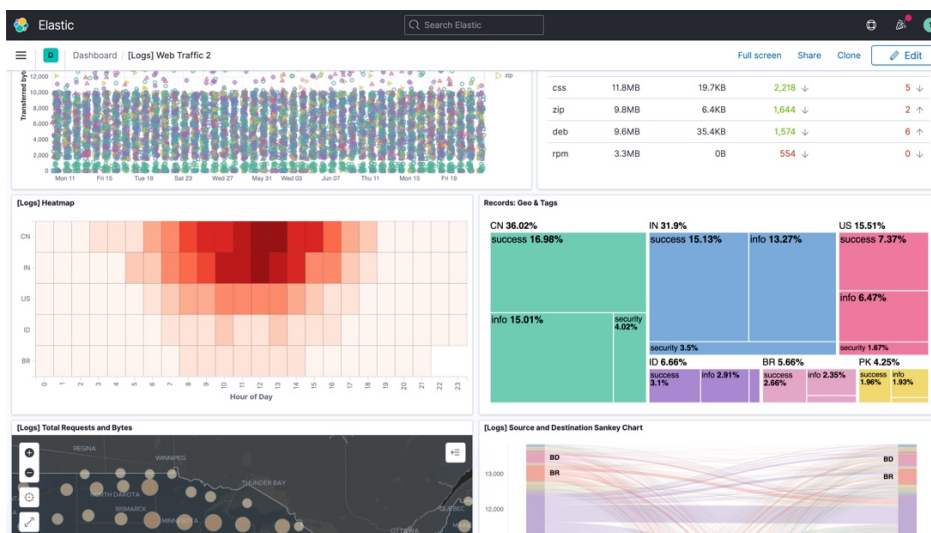 Elastic
Search Elastic
D
Dashboard / [Logs] Web Traffic 2
Full screen Share Clone Edit
Transferred byt
12,000
10,000
8,000
6,000
4,000
2,000
0
Mon 11 Fri 15 Tue 19 Sat 23 Wed 27 May 31 Wed 03 Jun 07 Thu 11 Mon 15 Fri 19
zip
css 11.8MB 19.7KB 2,218 ↓ 5 ↓
zip 9.8MB 6.4KB 1,644 ↓ 2 ↑
deb 9.6MB 35.4KB 1,574 ↓ 6 ↑
rpm 3.3MB 0B 554 ↓ 0 ↓
[Logs] Heatmap
CN
IN
US
ID
BR
0 1 2 3 4 5 6 7 8 9 10 11 12 13 14 15 16 17 18 19 20 21 22 23
Hour of Day
Records: Geo & Tags
CN 36.02%
success 16.98%
info 15.01%
security
4.02%
IN 31.9%
success 15.13%
info 13.27%
security 3.5%
US 15.51%
success 7.37%
info 6.47%
security 1.67%
ID 6.66%
success
3.1%
info 2.91%
BR 5.66%
success
2.66%
info 2.35%
PK 4.25%
success
1.96%
info
1.93%
[Logs] Total Requests and Bytes
REGINA
WINNIPEG
THUNDER BAY
NORTH DAKOTA
BISMARCK
MINNESOTA
QUEBEC
OTTAWA
[Logs] Source and Destination Sankey Chart
13,000
12,000
BD
BR
BD
BR